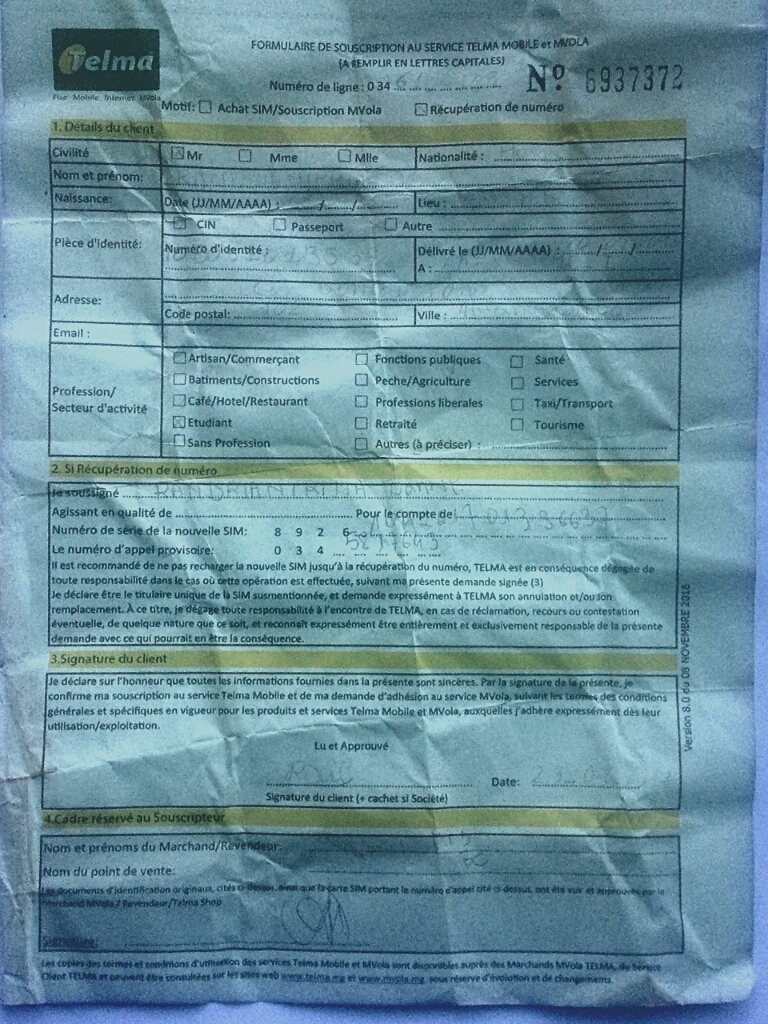 Telma
Fixe Mobile Internet MVola
FORMULAIRE DE SOUSCRIPTION AU SERVICE TELMA MOBILE et MVOLA
(A REMPLIR EN LETTRES CAPITALES)
Numéro de ligne : 0 34
Nº 6937372
Motif: Achat SIM/Souscription MVola Récupération de numéro
1. Détails du client
Civilité Mr Mme Mlle Nationalité :
Nom et prénom:
Naissance: Date (JJ/MM/AAAA) : / / Lieu :
Pièce d'identité: CIN Passeport Autre
Numéro d'identité : Délivré le (JJ/MM/AAAA) : / /
A :
Adresse:
Code postal: Ville :
Email :
Profession/
Secteur d'activité
Artisan/Commerçant Fonctions publiques Santé
Batiments/Constructions Peche/Agriculture Services
Café/Hotel/Restaurant Professions liberales Taxi/Transport
Etudiant Retraité Tourisme
Sans Profession Autres (à préciser) :
2. Si Récupération de numéro
Je soussigné
Agissant en qualité de Pour le compte de
Numéro de série de la nouvelle SIM: 8 9 2 6
Le numéro d'appel provisoire: 0 3 4
Il est recommandé de ne pas recharger la nouvelle SIM jusqu'à la récupération du numéro, TELMA est en conséquence dégagée de
toute responsabilité dans le cas où cette opération est effectuée, suivant ma présente demande signée (3)
Je déclare être le titulaire unique de la SIM susmentionnée, et demande expressément à TELMA son annulation et/ou son
remplacement. À ce titre, je dégage toute responsabilité à l'encontre de TELMA, en cas de réclamation, recours ou contestation
éventuelle, de quelque nature que ce soit, et reconnaît expressément être entièrement et exclusivement responsable de la présente
demande avec ce qui pourrait en être la conséquence.
3.Signature du client
Je déclare sur l'honneur que toutes les informations fournies dans la présente sont sincères. Par la signature de la présente, je
confirme ma souscription au service Telma Mobile et de ma demande d'adhésion au service MVola, suivant les termes des conditions
générales et spécifiques en vigueur pour les produits et services Telma Mobile et MVola, auxquelles j'adhère expressément dès leur
utilisation/exploitation.
Lu et Approuvé
Date:
Signature du client (+ cachet si Société)
Version 8.0 du 08 NOVEMBRE 2016
4.Cadre réservé au Souscripteur
Nom et prénoms du Marchand/Revendeur:
Nom du point de vente:
Les documents d'identification originaux, cités ci-dessus, ainsi que la carte SIM portant le numéro d'appel cité ci-dessus, ont été vus et approuvés par le
Marchand MVola / Revendeur/Telma Shop
Signature:
Les copies des termes et conditions d'utilisation des services Telma Mobile et MVola sont disponibles auprès des Marchands MVola TELMA, du Service
Client TELMA et peuvent être consultées sur les sites web www.telma.mg et www.mvola.mg sous réserve d'évolution et de changements.